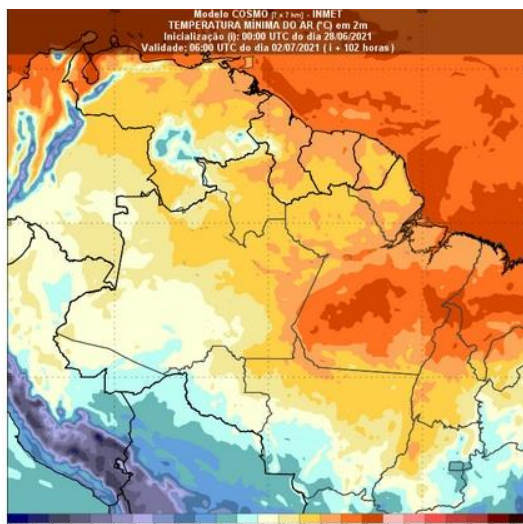 Modelo COSMO (7 x 7 km) - INMET
TEMPERATURA MÍNIMA DO AR (°C) em 2m
Inicialização (i): 00:00 UTC do dia 28/06/2021
Validade: 06:00 UTC do dia 02/07/2021 ( i + 102 horas )